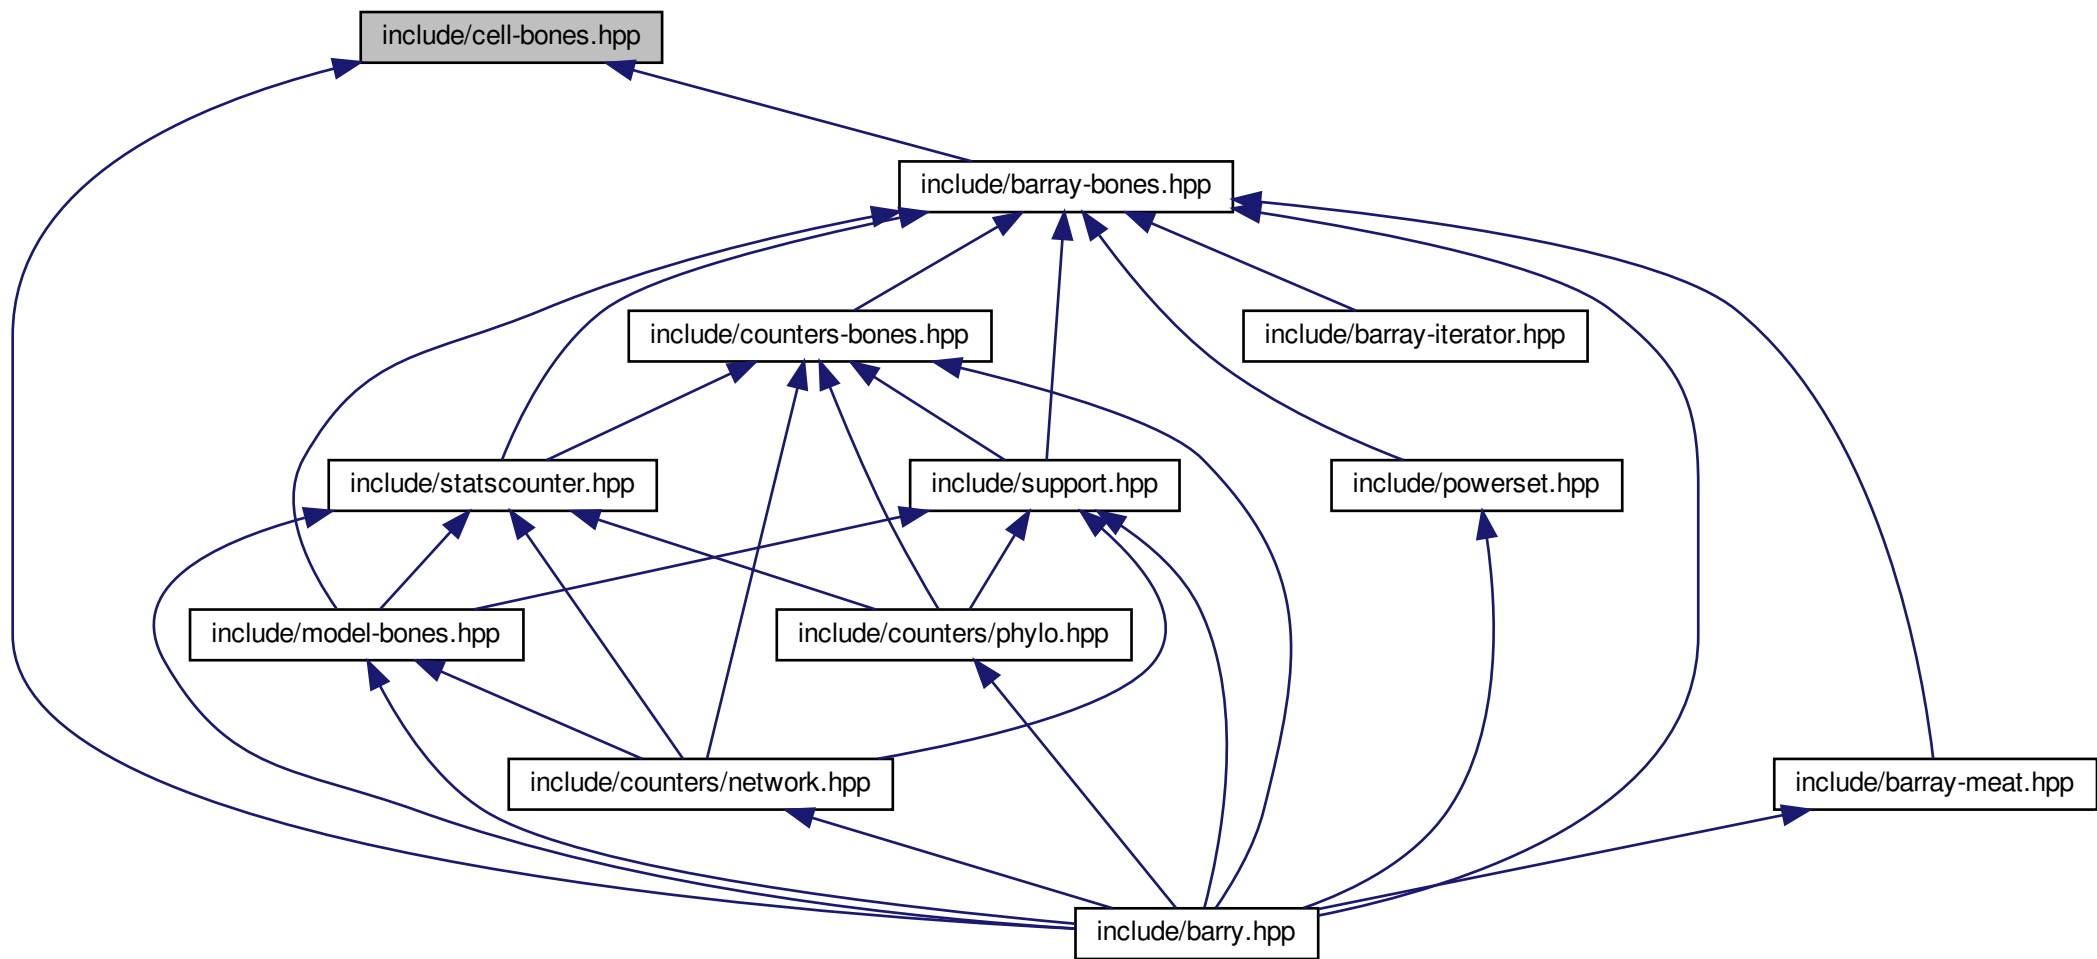 include/cell-bones.hpp
include/barray-bones.hpp
include/counters-bones.hpp
include/barray-iterator.hpp
include/statscounter.hpp
include/support.hpp
include/powerset.hpp
include/model-bones.hpp
include/counters/phylo.hpp
include/counters/network.hpp
include/barray-meat.hpp
include/barry.hpp